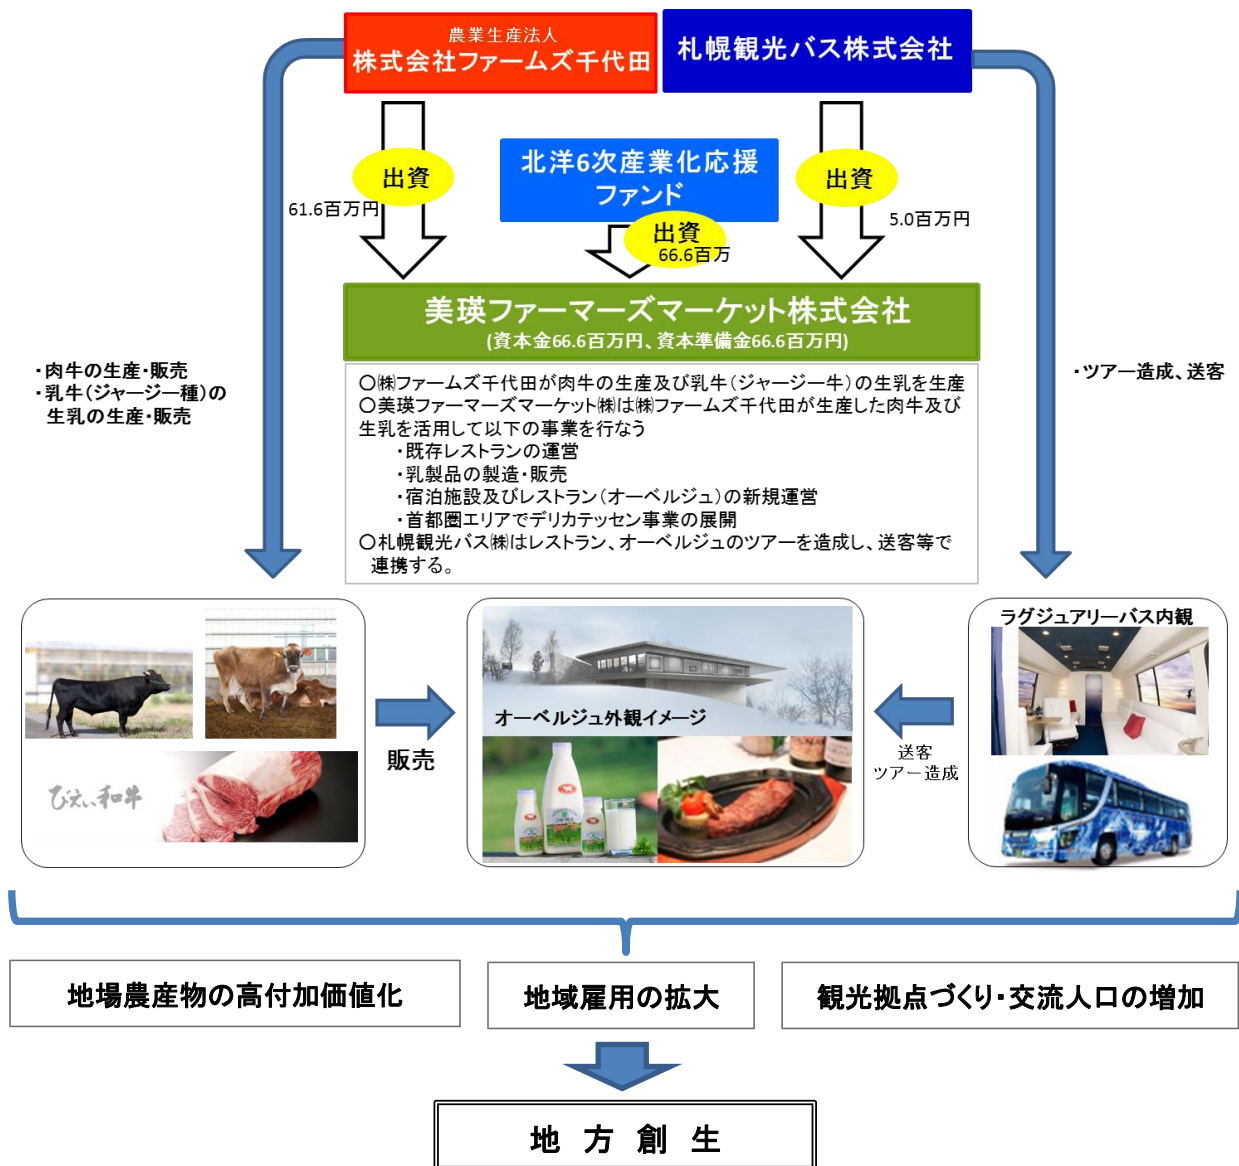 農業生産法人
株式会社ファームズ千代田
札幌観光バス株式会社
出資
61.6百万円
北洋6次産業化応援
ファンド
出資
66.6百万
出資
5.0百万円
美瑛ファーマーズマーケット株式会社
(資本金66.6百万円、資本準備金66.6百万円)
・肉牛の生産・販売
・乳牛(ジャージー種)の
生乳の生産・販売
・ツアー造成、送客
〇㈱ファームズ千代田が肉牛の生産及び乳牛(ジャージー牛)の生乳を生産
〇美瑛ファーマーズマーケット㈱は㈱ファームズ千代田が生産した肉牛及び
生乳を活用して以下の事業を行なう
・既存レストランの運営
・乳製品の製造・販売
・宿泊施設及びレストラン(オーベルジュ)の新規運営
・首都圏エリアでデリカテッセン事業の展開
〇札幌観光バス㈱はレストラン、オーベルジュのツアーを造成し、送客等で
連携する。
びえい和牛
販売
オーベルジュ外観イメージ
送客
ツアー造成
ラグジュアリーバス内観
地場農産物の高付加価値化
地域雇用の拡大
観光拠点づくり・交流人口の増加
地方創生